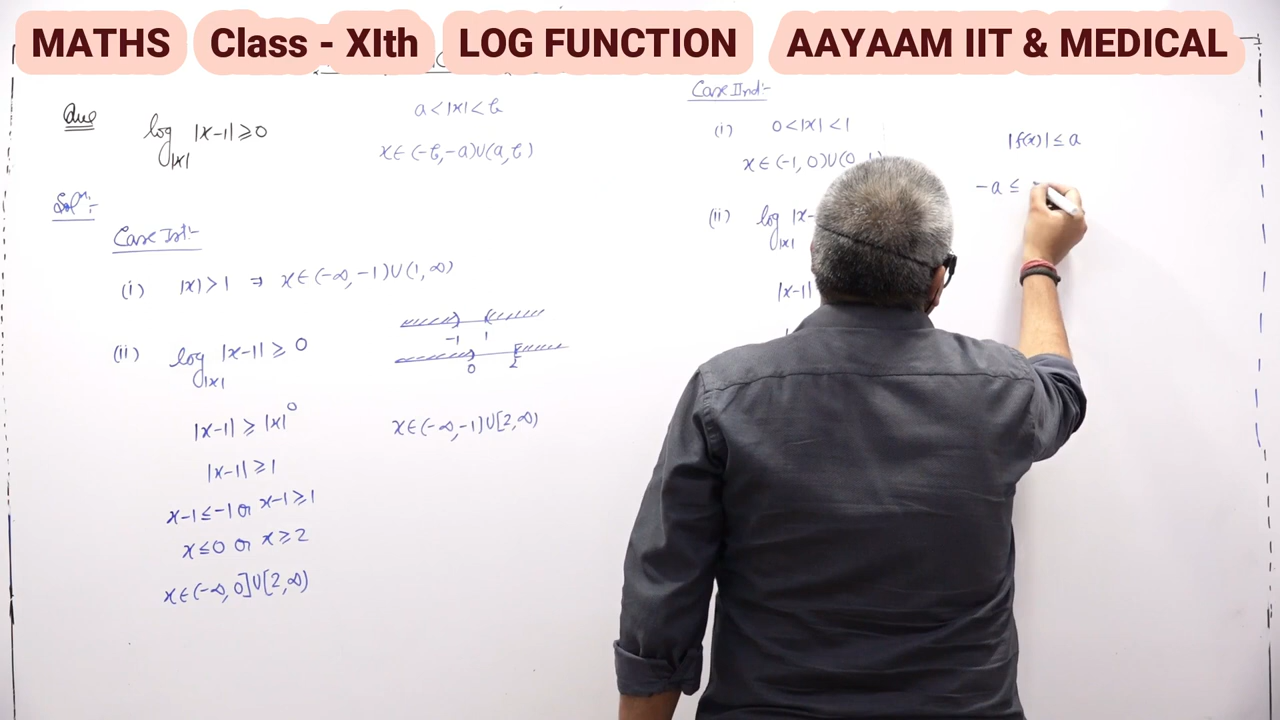 MATHS Class - XIth LOG FUNCTION AAYAAM IIT & MEDICAL
Que log|x| |x-1| ≥ 0
a < |x| < b
x ∈ (-b, -a) ∪ (a, b)
Soln:-
Case Ist:-
(i) |x| > 1 ⇒ x ∈ (-∞, -1) ∪ (1, ∞)
(ii) log|x| |x-1| ≥ 0
|x-1| ≥ |x|⁰
|x-1| ≥ 1
x-1 ≤ -1 or x-1 ≥ 1
x ≤ 0 or x ≥ 2
x ∈ (-∞, 0] ∪ [2, ∞)
-1 1
0 2
x ∈ (-∞, -1) ∪ [2, ∞)
Case IInd:-
(i) 0 < |x| < 1
x ∈ (-1, 0) ∪ (0, 1)
(ii) log|x| |x-
|x-1|
|f(x)| ≤ a
-a ≤